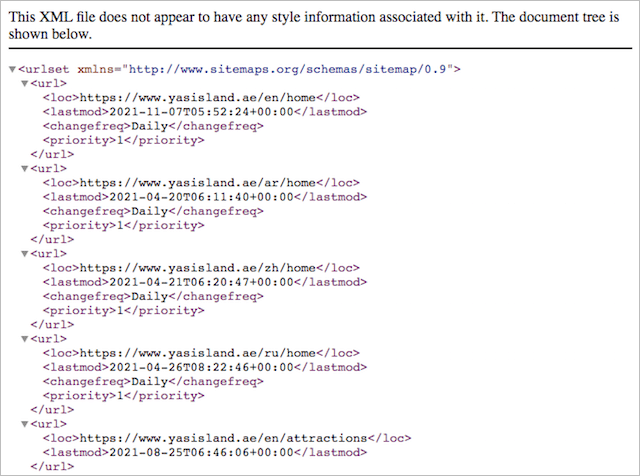 This XML file does not appear to have any style information associated with it. The document tree is
shown below.
<urlset xmlns="http://www.sitemaps.org/schemas/sitemap/0.9">
<url>
<loc>https://www.yasisland.ae/en/home</loc>
<lastmod>2021-11-07T05:52:24+00:00</lastmod>
<changefreq>Daily</changefreq>
<priority>1</priority>
</url>
<url>
<loc>https://www.yasisland.ae/ar/home</loc>
<lastmod>2021-04-20T06:11:40+00:00</lastmod>
<changefreq>Daily</changefreq>
<priority>1</priority>
</url>
<url>
<loc>https://www.yasisland.ae/zh/home</loc>
<lastmod>2021-04-21T06:20:47+00:00</lastmod>
<changefreq>Daily</changefreq>
<priority>1</priority>
</url>
<url>
<loc>https://www.yasisland.ae/ru/home</loc>
<lastmod>2021-04-26T08:22:46+00:00</lastmod>
<changefreq>Daily</changefreq>
<priority>1</priority>
</url>
<url>
<loc>https://www.yasisland.ae/en/attractions</loc>
<lastmod>2021-08-25T06:46:06+00:00</lastmod>
</url>